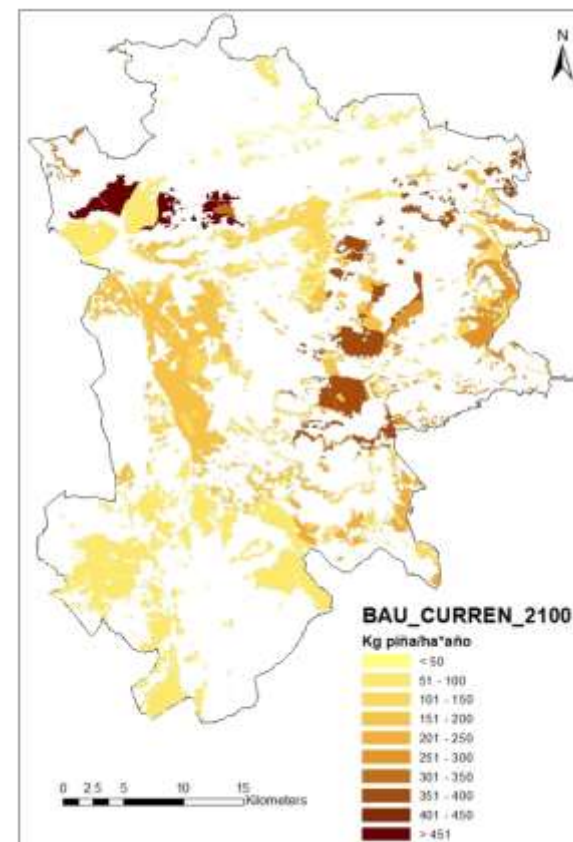 N
BAU_CURREN_2100
Kg piña/ha*año
< 50
51 - 100
101 - 150
151 - 200
201 - 250
251 - 300
301 - 350
351 - 400
401 - 450
> 451
0 2.5 5 10 15
Kilometers